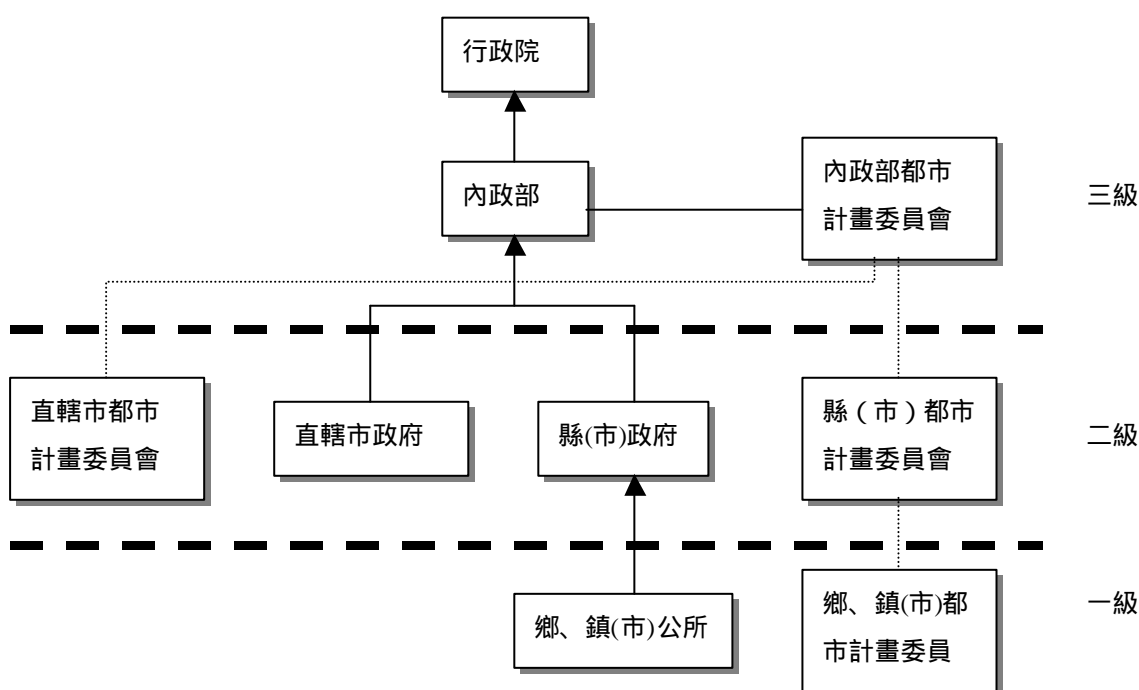 行政院
內政部
內政部都市
計畫委員會
三級
直轄市都市
計畫委員會
直轄市政府
縣(市)政府
縣（市）都市
計畫委員會
二級
鄉、鎮(市)公所
鄉、鎮(市)都
市計畫委員
一級